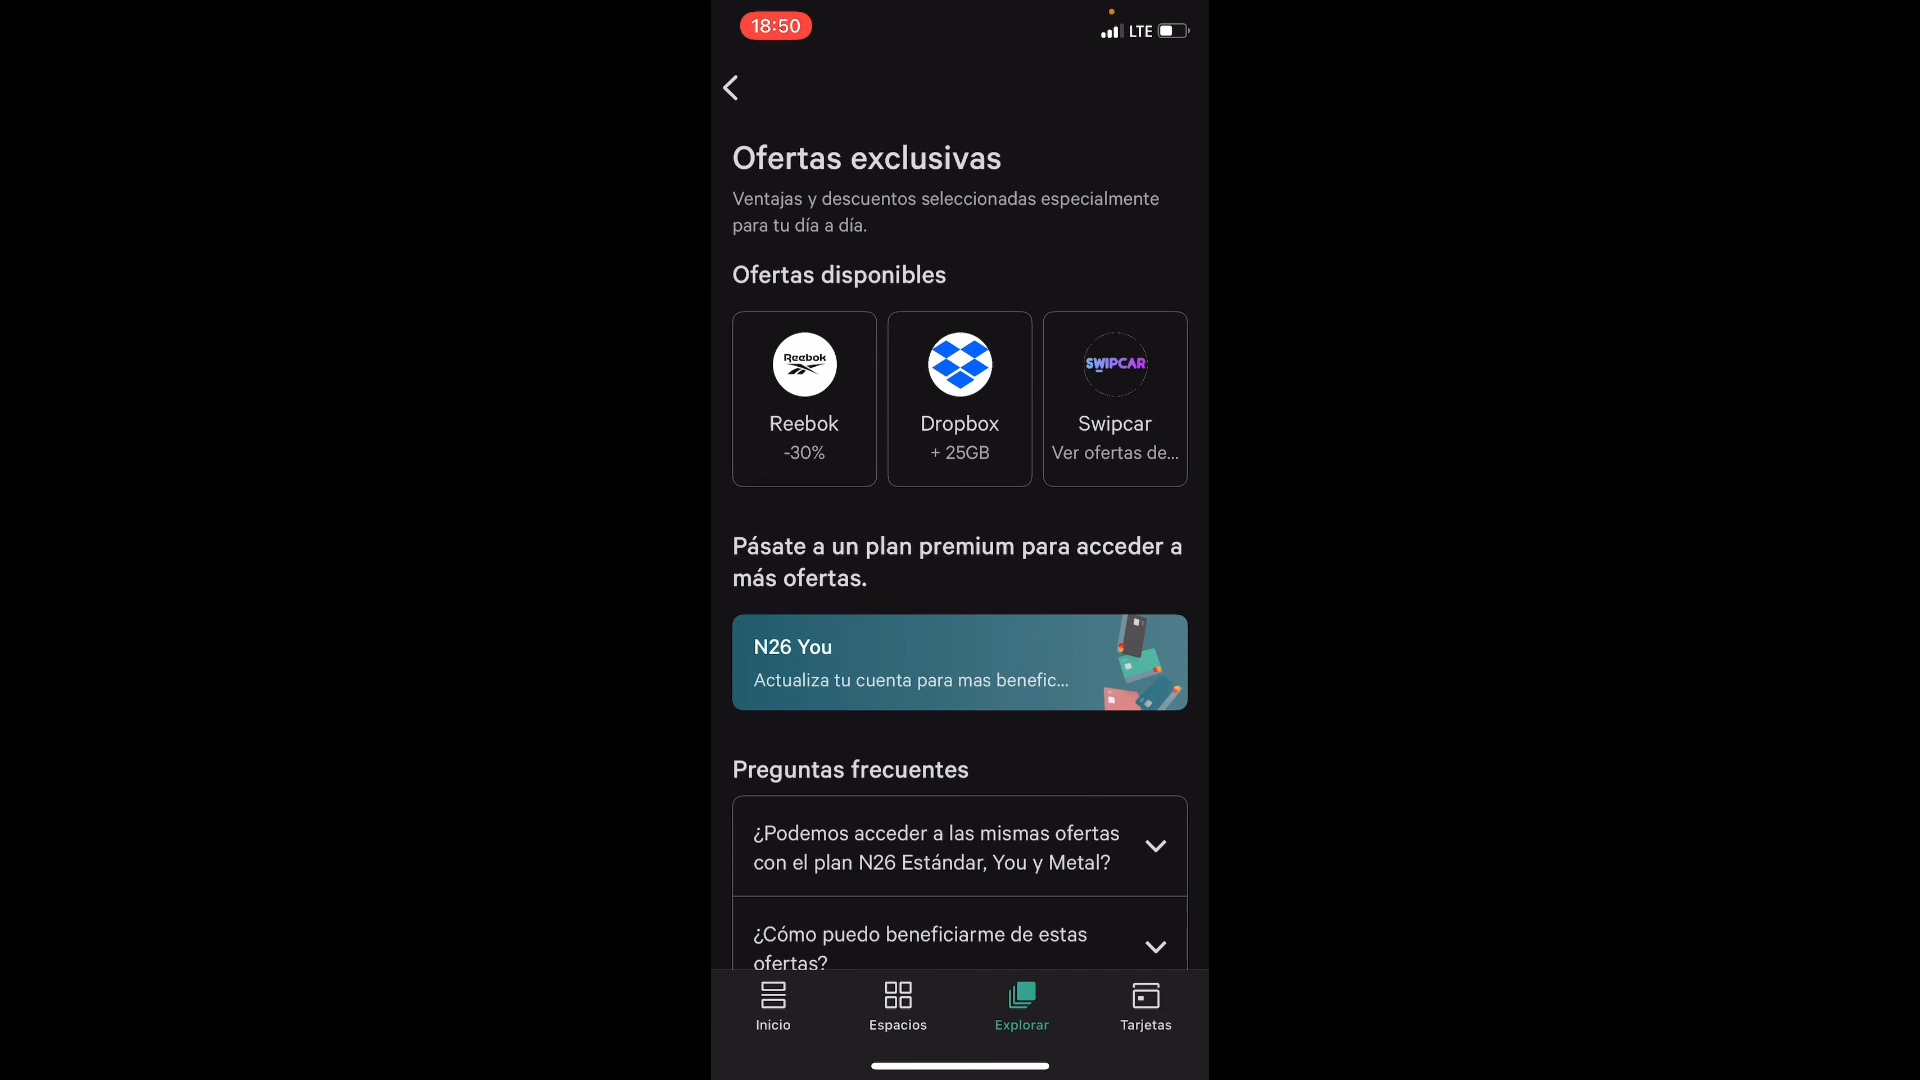 18:50
LTE
Ofertas exclusivas
Ventajas y descuentos seleccionadas especialmente
para tu día a día.
Ofertas disponibles
Reebok
Reebok
-30%
Dropbox
+ 25GB
SWIPCAR
Swipcar
Ver ofertas de...
Pásate a un plan premium para acceder a
más ofertas.
N26 You
Actualiza tu cuenta para mas benefic...
Preguntas frecuentes
¿Podemos acceder a las mismas ofertas
con el plan N26 Estándar, You y Metal?
¿Cómo puedo beneficiarme de estas
ofertas?
Inicio
Espacios
Explorar
Tarjetas